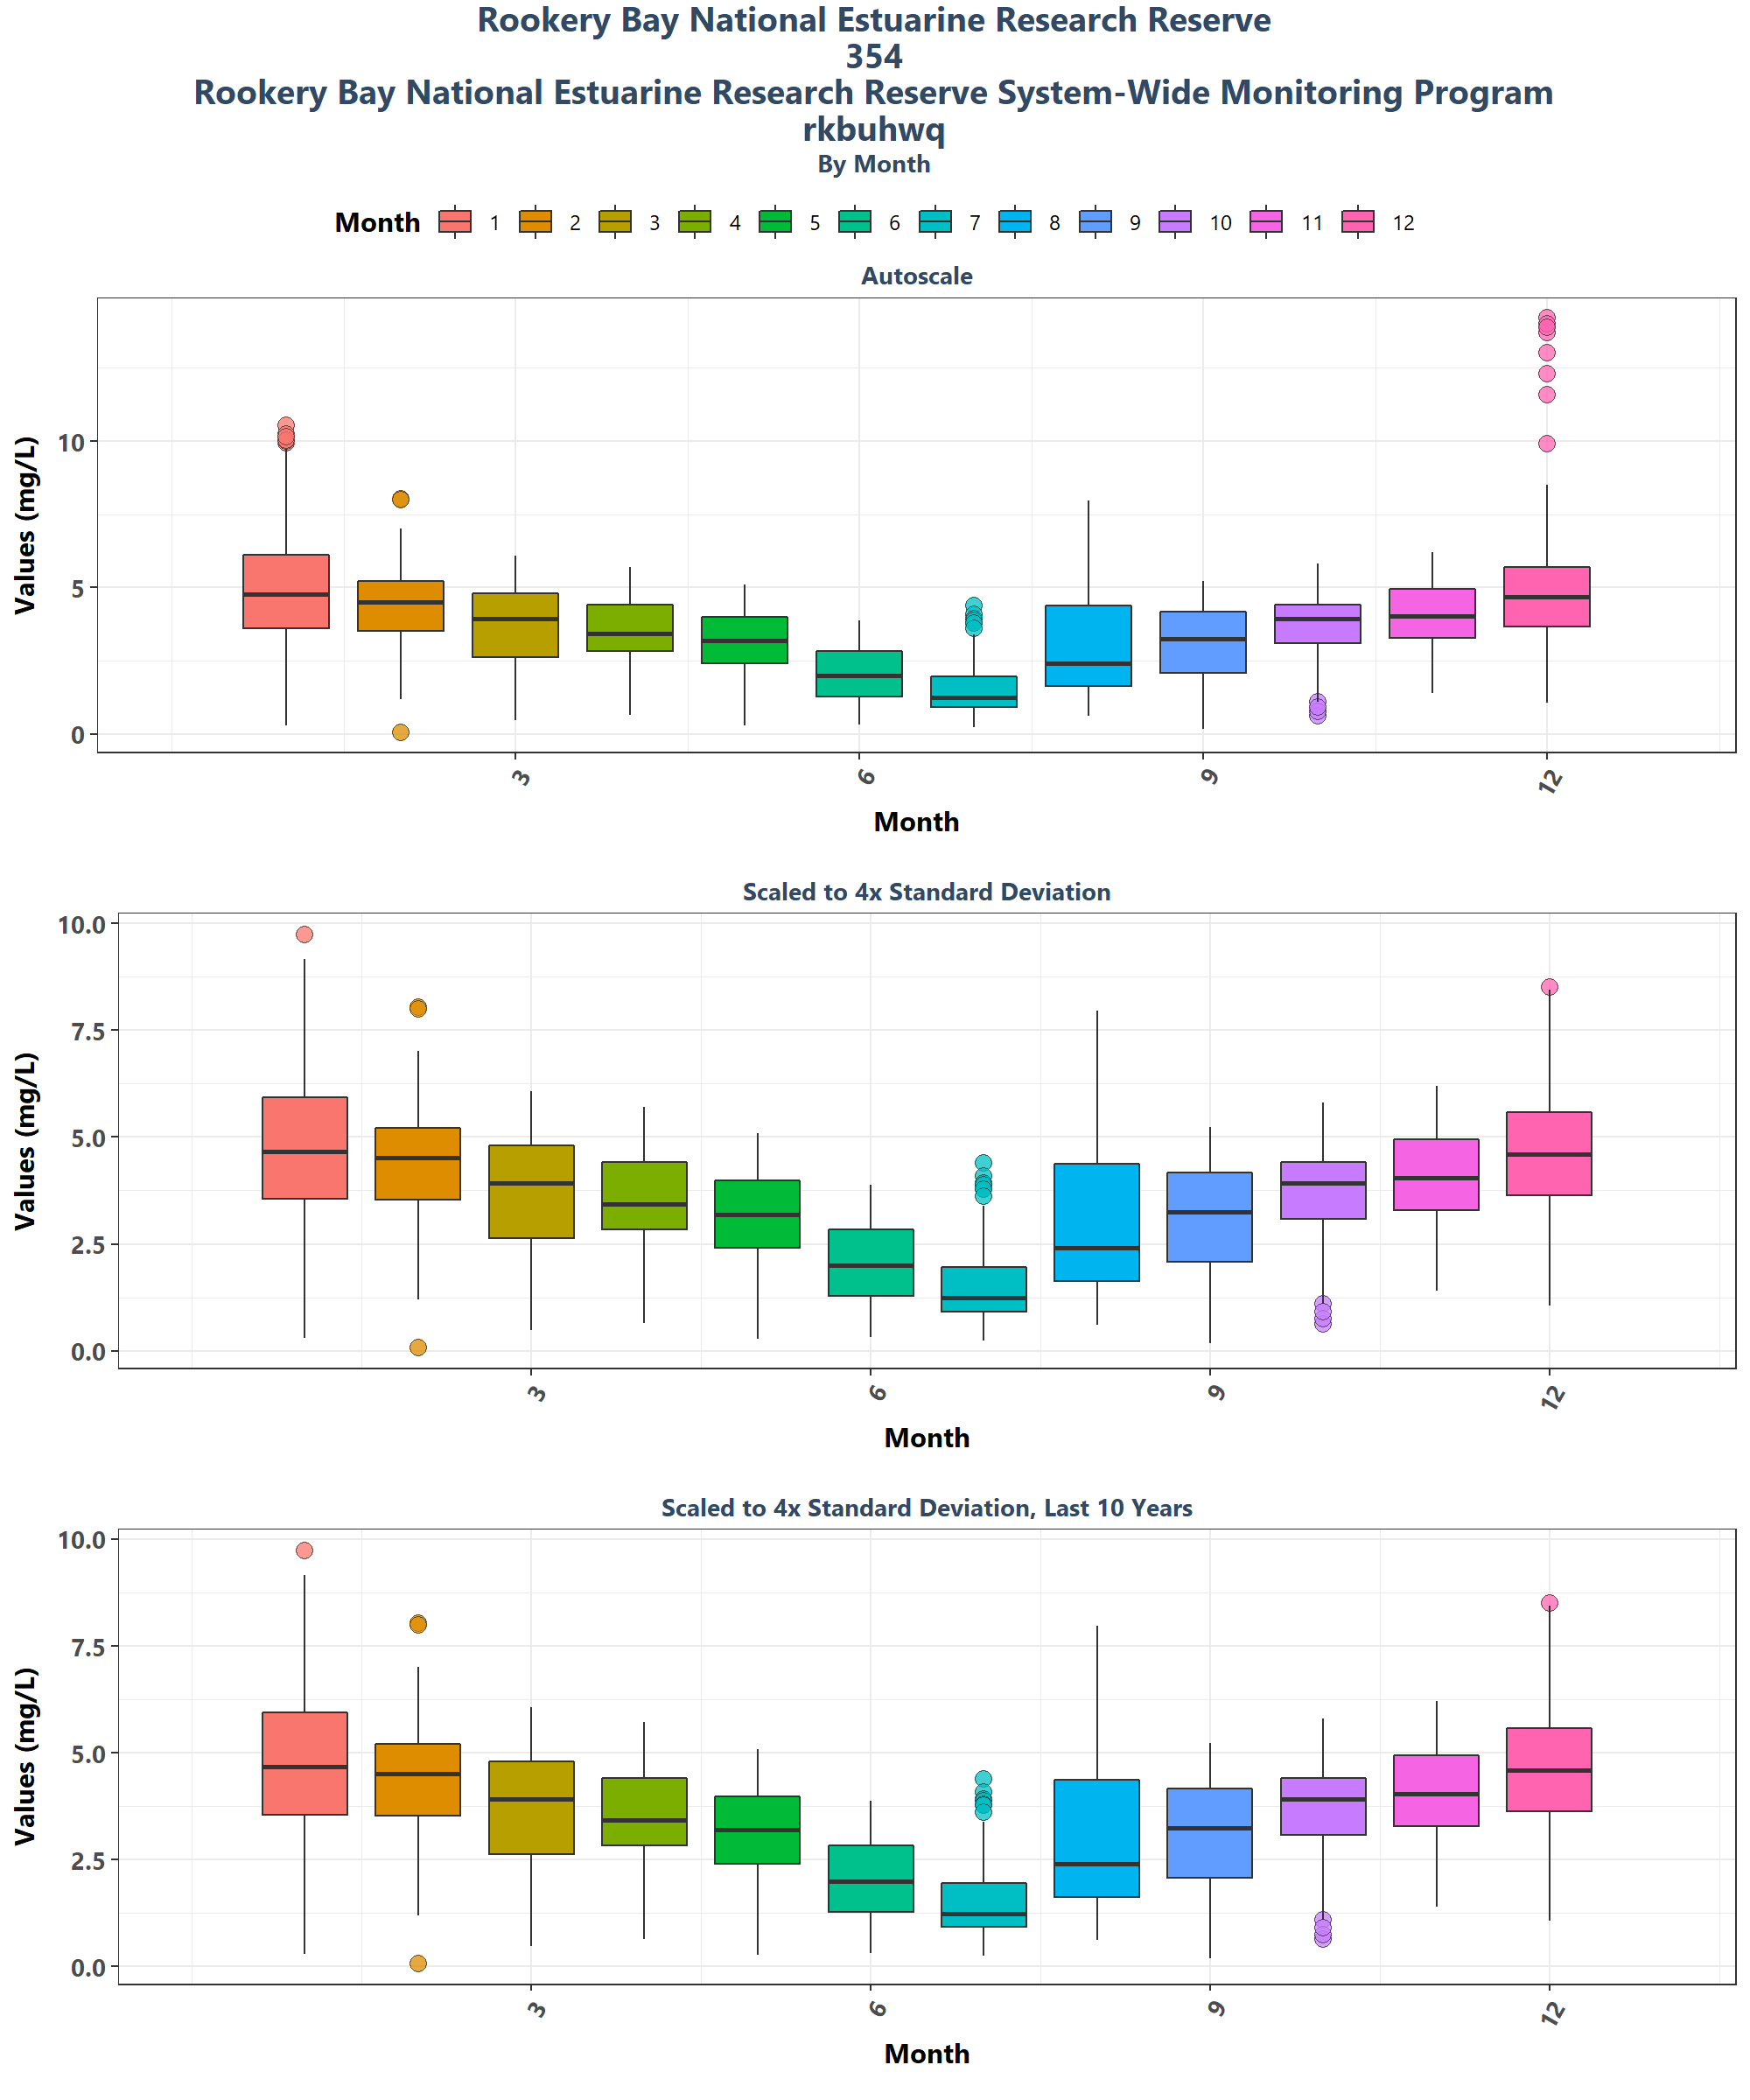 Rookery Bay National Estuarine Research Reserve
354
Rookery Bay National Estuarine Research Reserve System-Wide Monitoring Program
rkbuhwq
By Month
Month 1 2 3 4 5 6 7 8 9 10 11 12
Autoscale
Values (mg/L)
10
5
0
3 6 9 12
Month
Scaled to 4x Standard Deviation
Values (mg/L)
10.0
7.5
5.0
2.5
0.0
3 6 9 12
Month
Scaled to 4x Standard Deviation, Last 10 Years
Values (mg/L)
10.0
7.5
5.0
2.5
0.0
3 6 9 12
Month